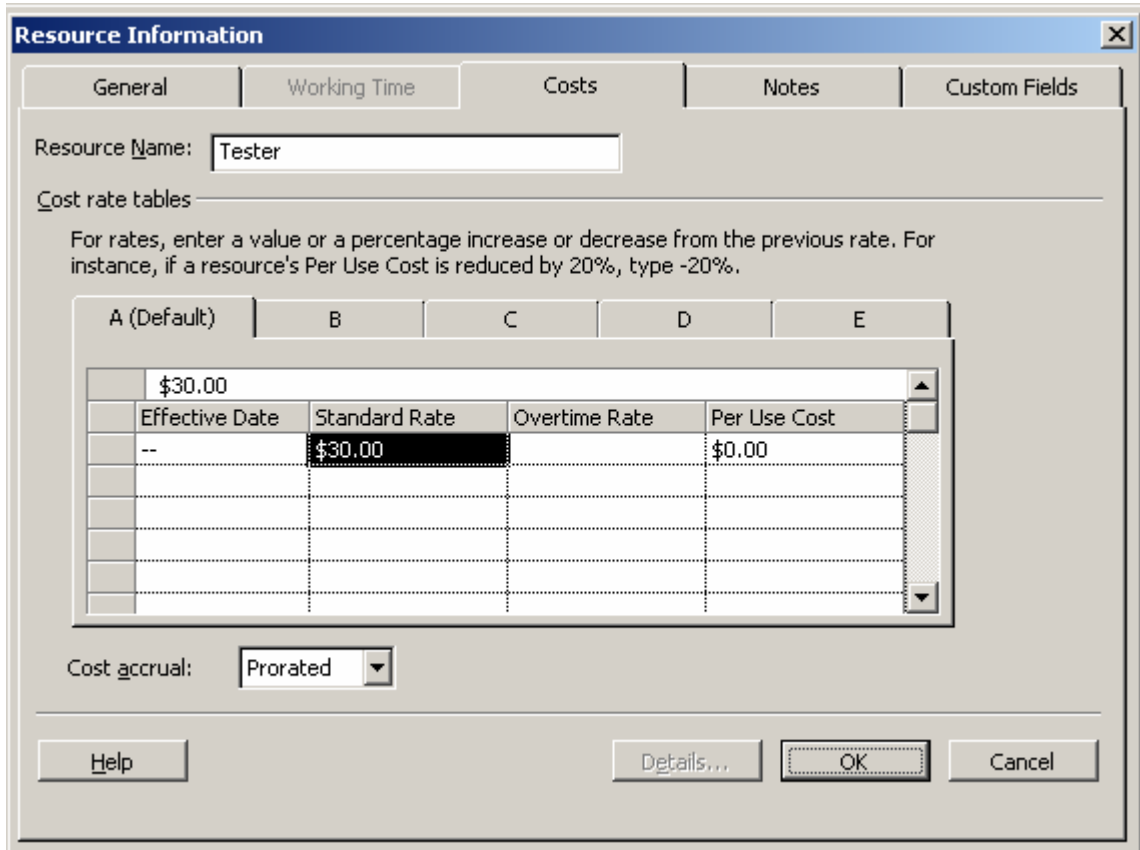 Resource Information
General Working Time Costs Notes Custom Fields
Resource Name: Tester
Cost rate tables
For rates, enter a value or a percentage increase or decrease from the previous rate. For
instance, if a resource's Per Use Cost is reduced by 20%, type -20%.
A (Default) B C D E
$30.00
Effective Date Standard Rate Overtime Rate Per Use Cost
-- $30.00 $0.00
Cost accrual: Prorated
Help Details... OK Cancel